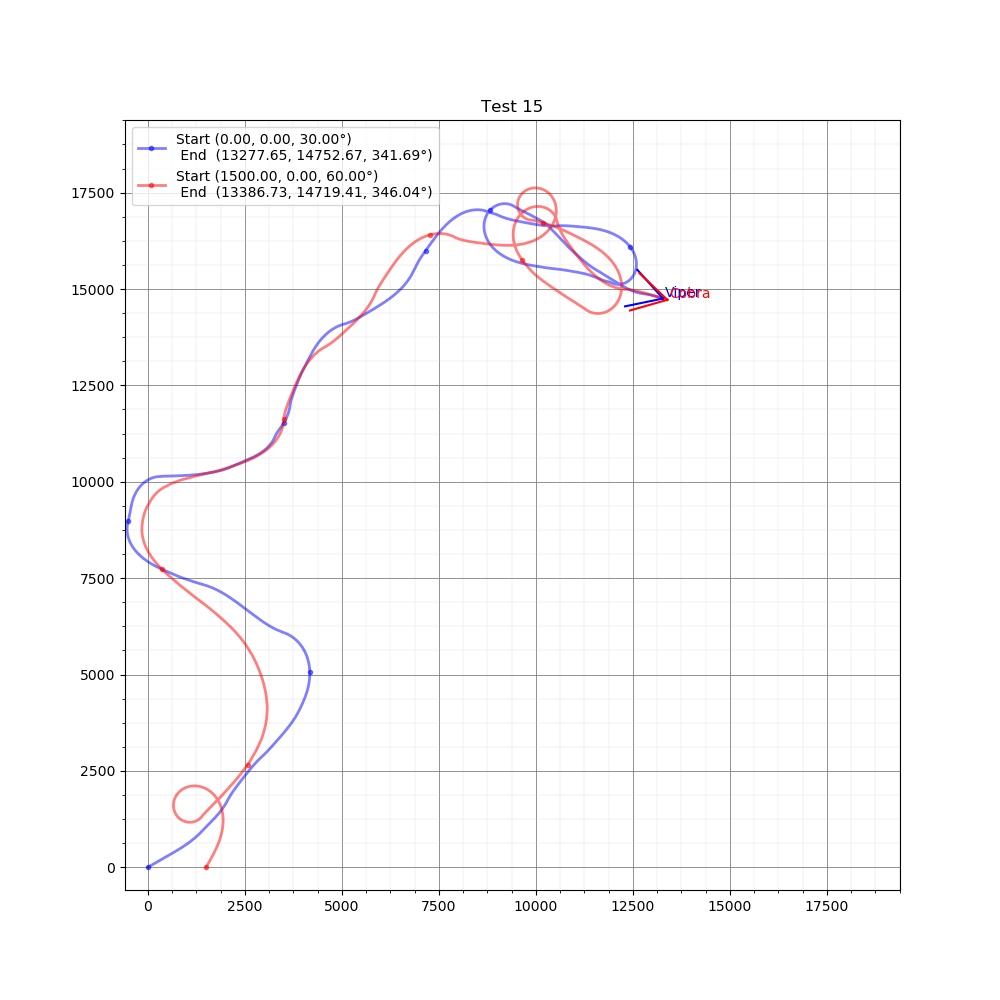 Test 15
Start (0.00, 0.00, 30.00°)
End (13277.65, 14752.67, 341.69°)
Start (1500.00, 0.00, 60.00°)
End (13386.73, 14719.41, 346.04°)
17500
15000
12500
10000
7500
5000
2500
0
Viper
Cobra
0 2500 5000 7500 10000 12500 15000 17500